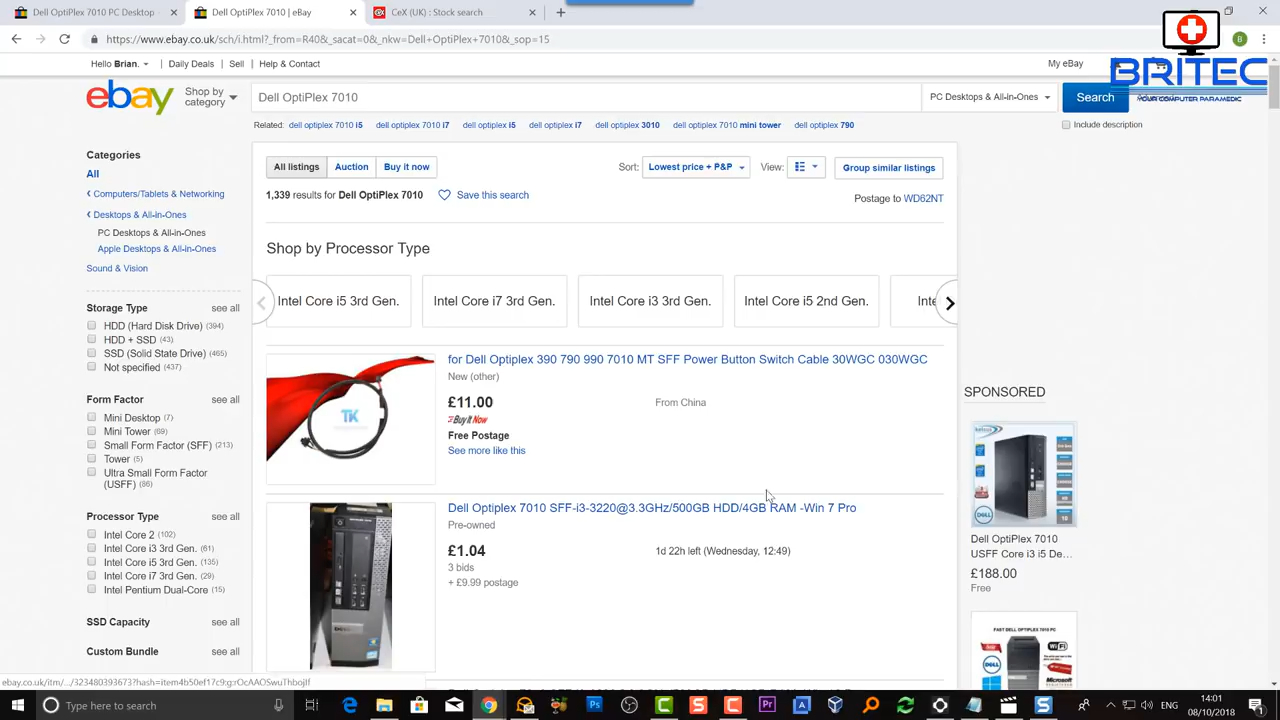 Dell OptiPlex 7010 PC Desktop
Dell OptiPlex 7010 | eBay
CeX (UK) : Stock search
https://www.ebay.co.uk/sch/i.html?_from=R40&_sacat=0&_nkw=Dell+OptiPlex+7010&_sop=15
B
BRITEC
YOUR COMPUTER PARAMEDIC
Hello Brian.
Daily Deals
Sell
Help & Contact
My eBay
ebay
Shop by
category
Dell OptiPlex 7010
PC Desktops & All-in-Ones
Search
Related:
dell optiplex 7010 i5
dell optiplex 7010 i7
dell optiplex i5
dell optiplex i7
dell optiplex 3010
dell optiplex 7010 mini tower
dell optiplex 790
Include description
Categories
All
Computers/Tablets & Networking
Desktops & All-in-Ones
PC Desktops & All-in-Ones
Apple Desktops & All-in-Ones
Sound & Vision
Storage Type
see all
HDD (Hard Disk Drive) (394)
HDD + SSD (43)
SSD (Solid State Drive) (465)
Not specified (437)
Form Factor
see all
Mini Desktop (7)
Mini Tower (69)
Small Form Factor (SFF) (213)
Tower (5)
Ultra Small Form Factor
(USFF) (86)
Processor Type
see all
Intel Core 2 (102)
Intel Core i3 3rd Gen. (61)
Intel Core i5 3rd Gen. (135)
Intel Core i7 3rd Gen. (29)
Intel Pentium Dual-Core (15)
SSD Capacity
see all
Custom Bundle
see all
All listings
Auction
Buy it now
Sort:
Lowest price + P&P
View:
Group similar listings
1,339 results for Dell OptiPlex 7010
Save this search
Postage to WD62NT
Shop by Processor Type
Intel Core i5 3rd Gen.
Intel Core i7 3rd Gen.
Intel Core i3 3rd Gen.
Intel Core i5 2nd Gen.
Inte
for Dell Optiplex 390 790 990 7010 MT SFF Power Button Switch Cable 30WGC 030WGC
New (other)
£11.00
From China
Buy It Now
Free Postage
See more like this
TK
Dell Optiplex 7010 SFF-i3-3220@3.3GHz/500GB HDD/4GB RAM -Win 7 Pro
Pre-owned
£1.04
1d 22h left (Wednesday, 12:49)
3 bids
+ £9.99 postage
SPONSORED
Dell OptiPlex 7010
USFF Core i3 i5 De...
£188.00
Free
FAST DELL OPTIPLEX 7010 PC
Type here to search
ENG
14:01
08/10/2018